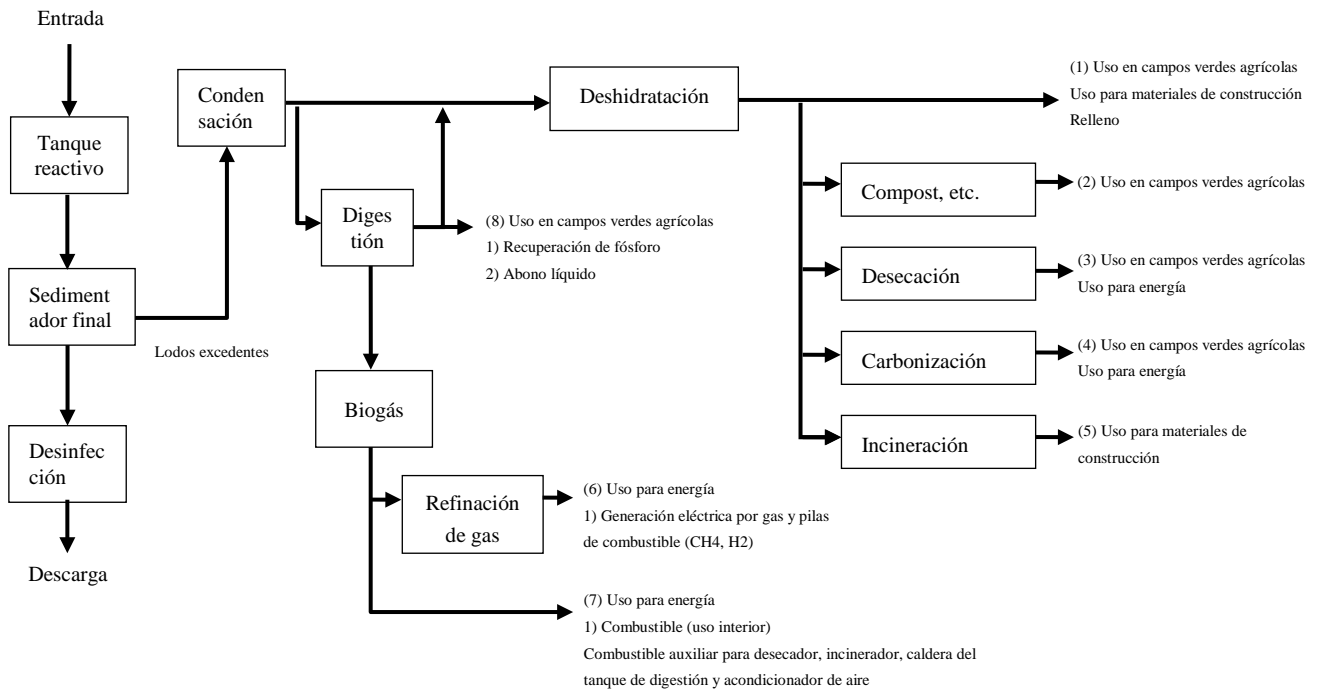 Entrada
Tanque
reactivo
Sediment
ador final
Lodos excedentes
Desinfec
ción
Descarga
Conden
sación
Diges
tión
(8) Uso en campos verdes agrícolas
1) Recuperación de fósforo
2) Abono líquido
Biogás
Refinación
de gas
(6) Uso para energía
1) Generación eléctrica por gas y pilas
de combustible (CH4, H2)
(7) Uso para energía
1) Combustible (uso interior)
Combustible auxiliar para desecador, incinerador, caldera del
tanque de digestión y acondicionador de aire
Deshidratación
(1) Uso en campos verdes agrícolas
Uso para materiales de construcción
Relleno
Compost, etc.
(2) Uso en campos verdes agrícolas
Desecación
(3) Uso en campos verdes agrícolas
Uso para energía
Carbonización
(4) Uso en campos verdes agrícolas
Uso para energía
Incineración
(5) Uso para materiales de
construcción